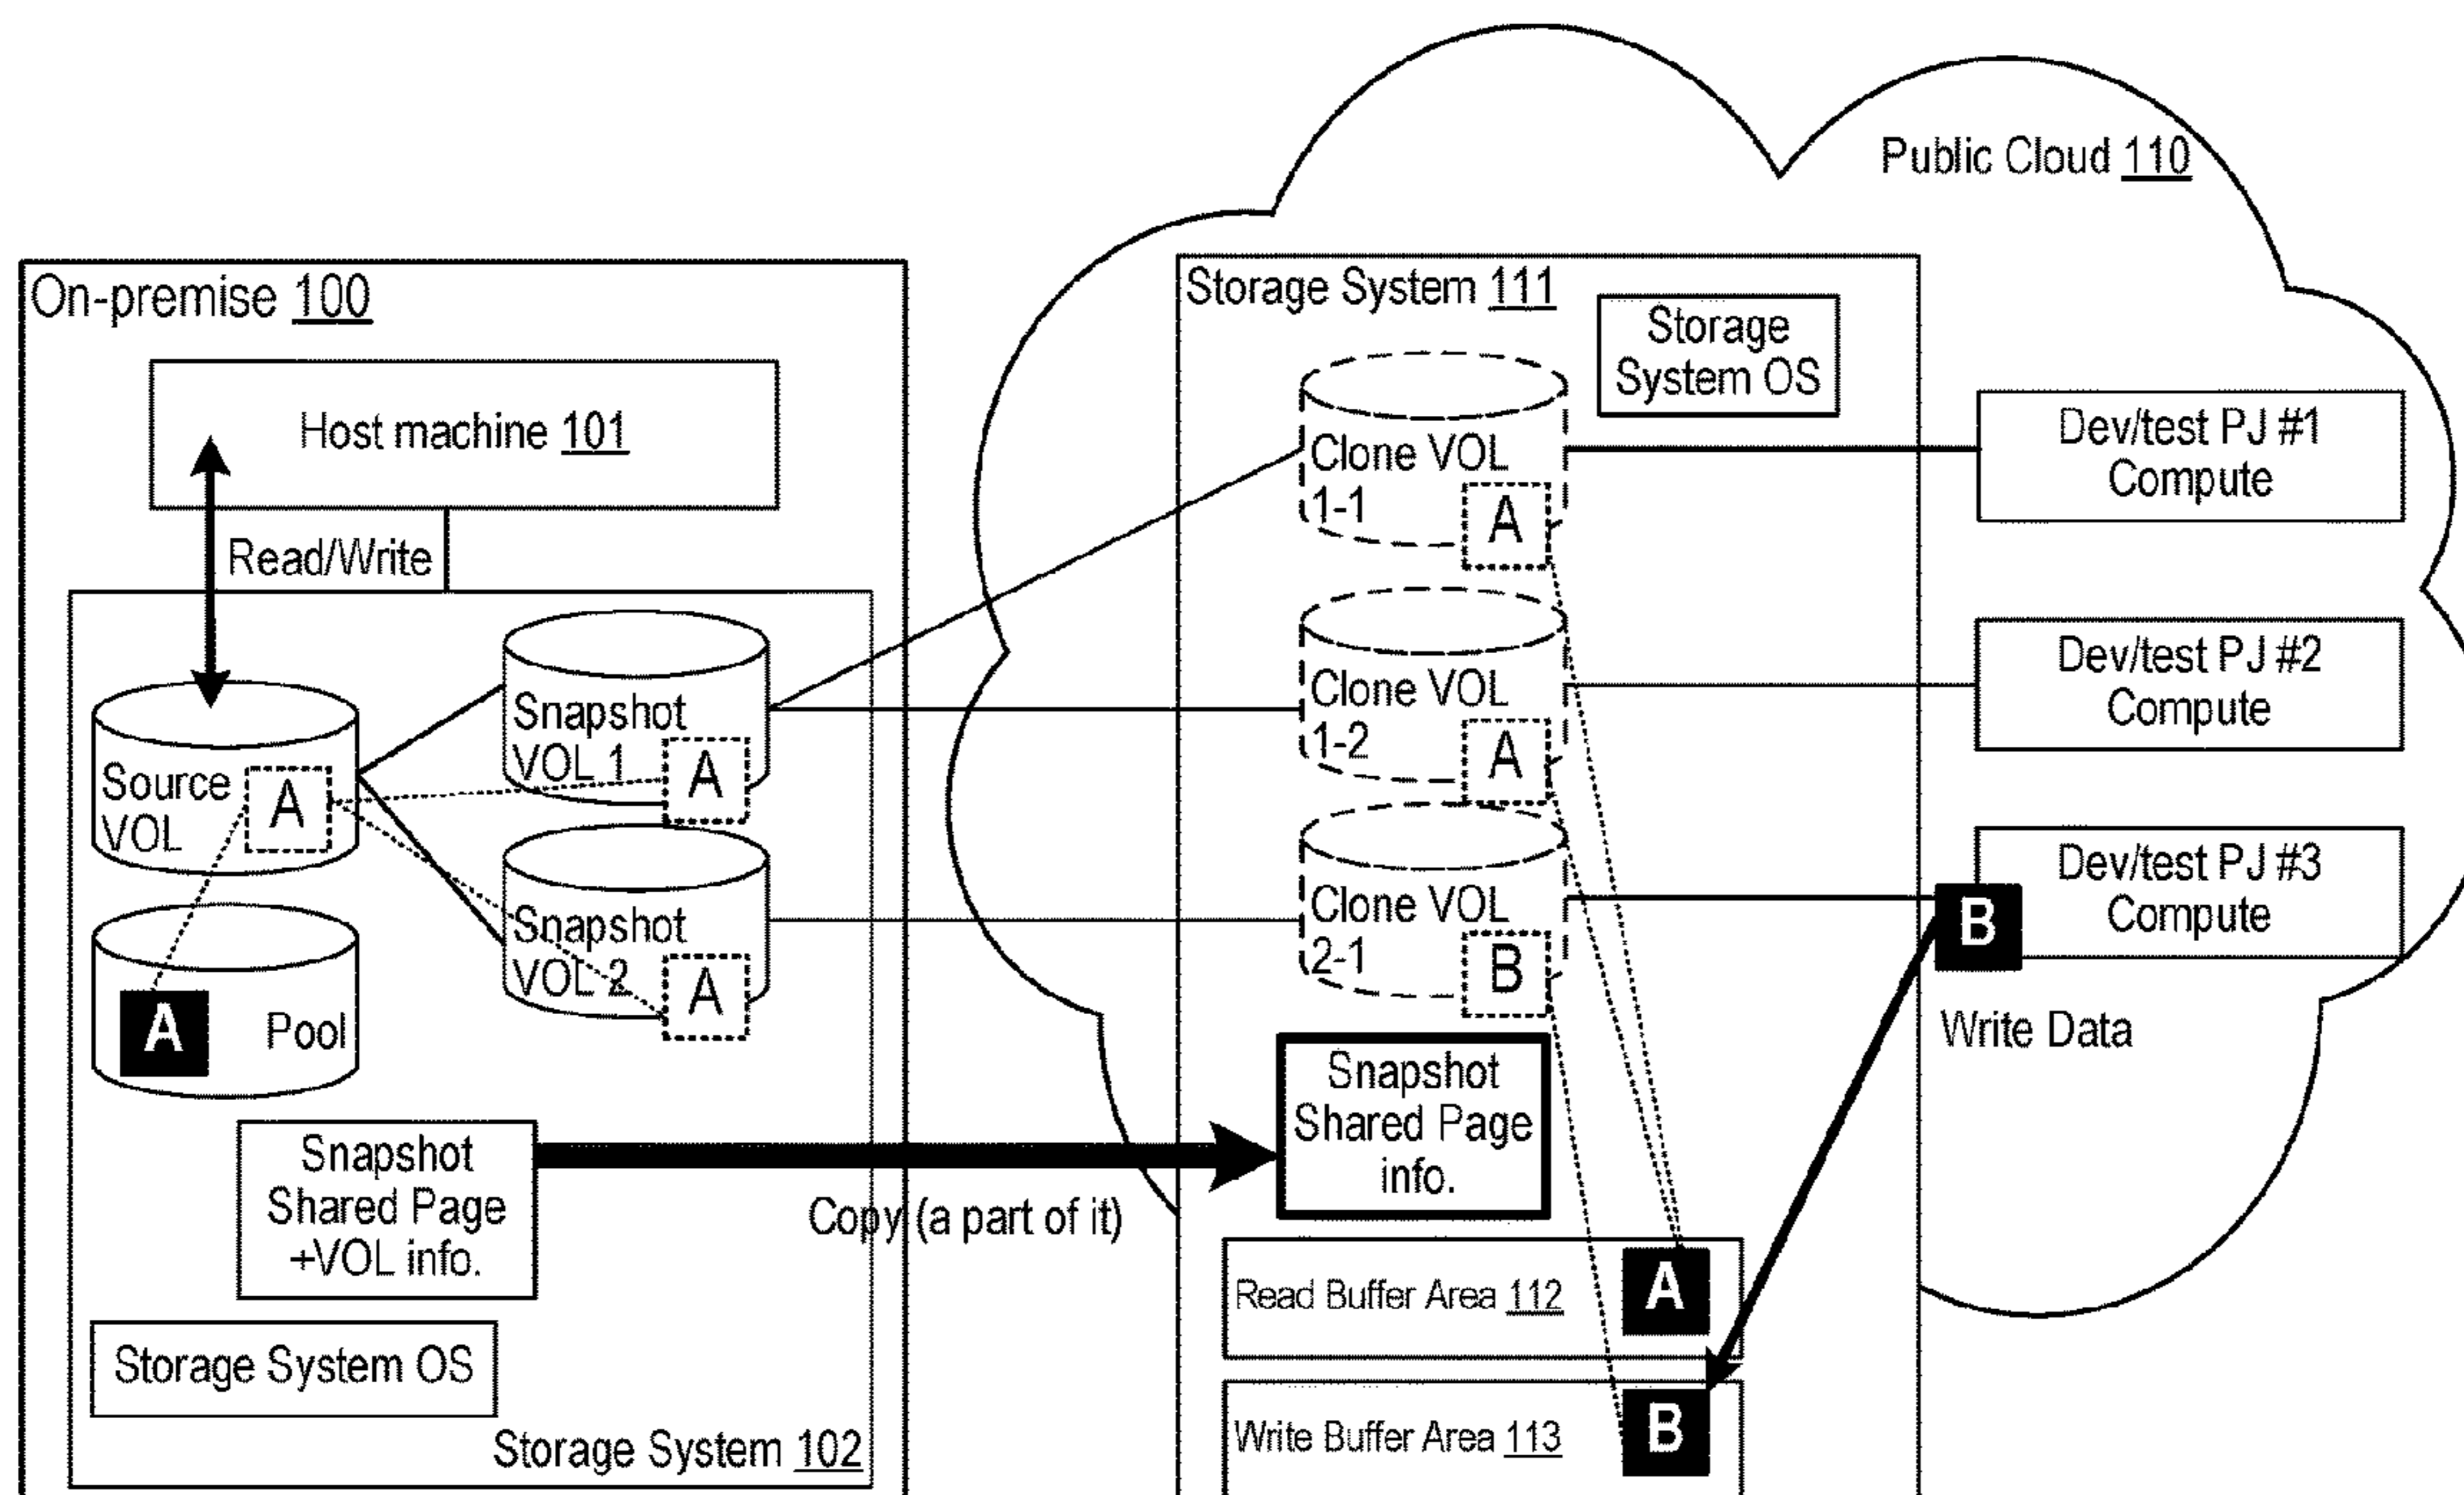 Public Cloud 110
On-premise 100
Host machine 101
Read/Write
Source
VOL
A
Snapshot
VOL 1
A
Snapshot
VOL 2
A
A
Pool
Snapshot
Shared Page
+VOL info.
Storage System OS
Storage System 102
Copy (a part of it)
Storage System 111
Storage
System OS
Clone VOL
1-1
A
Clone VOL
1-2
A
Clone VOL
2-1
B
Snapshot
Shared Page
info.
Read Buffer Area 112
A
Write Buffer Area 113
B
Dev/test PJ #1
Compute
Dev/test PJ #2
Compute
Dev/test PJ #3
Compute
B
Write Data